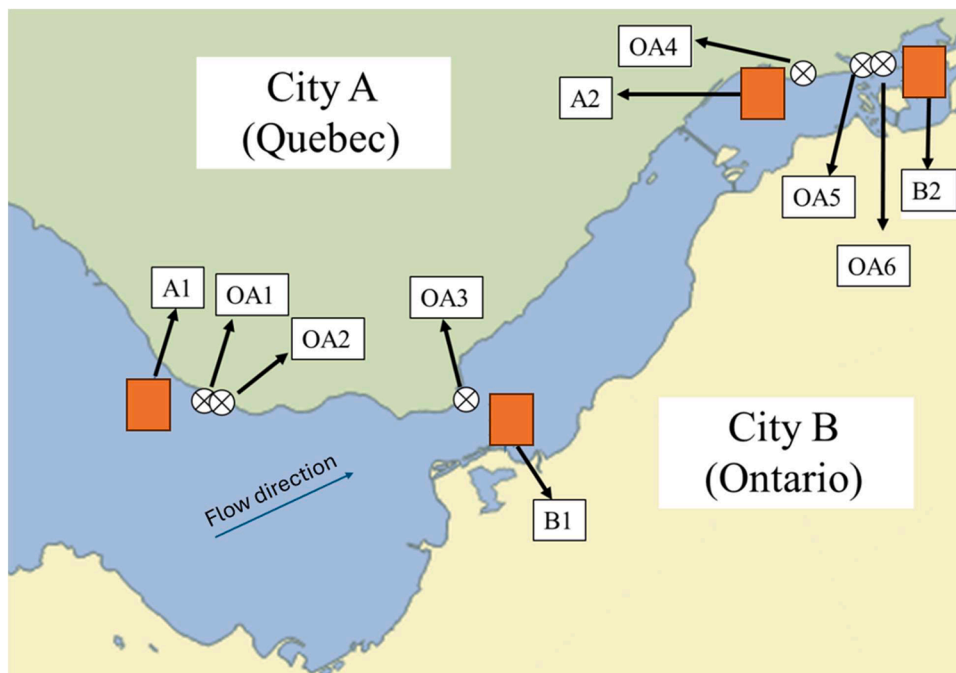 City A
(Quebec)
OA4
A2
OA5
B2
OA6
A1
OA1
OA2
OA3
Flow direction
City B
(Ontario)
B1